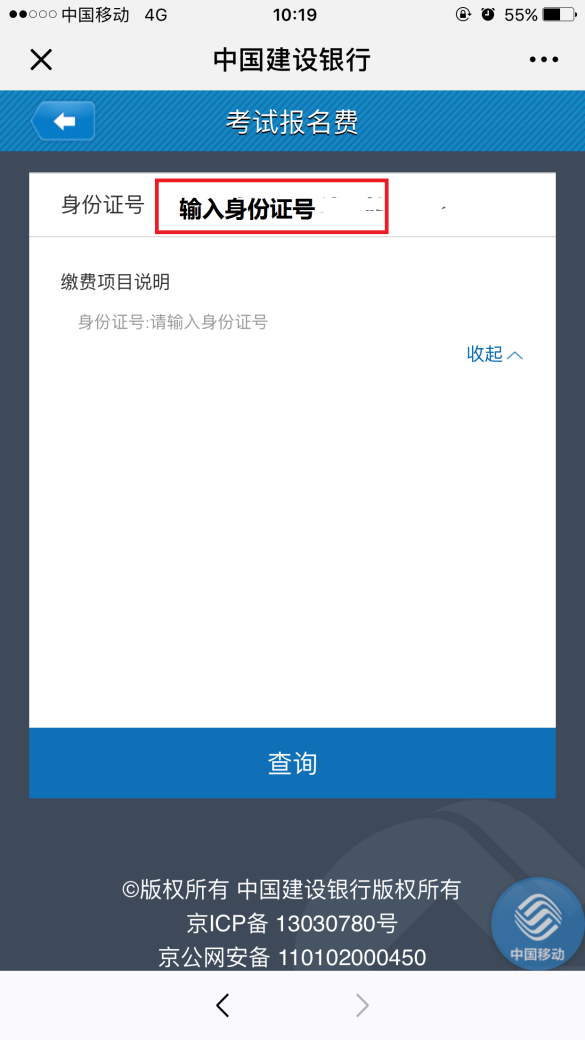 中国移动 4G 10:19 55%
中国建设银行
考试报名费
身份证号 输入身份证号
缴费项目说明
身份证号:请输入身份证号
收起
查询
©版权所有 中国建设银行版权所有
京ICP备 13030780号
京公网安备 110102000450
中国移动